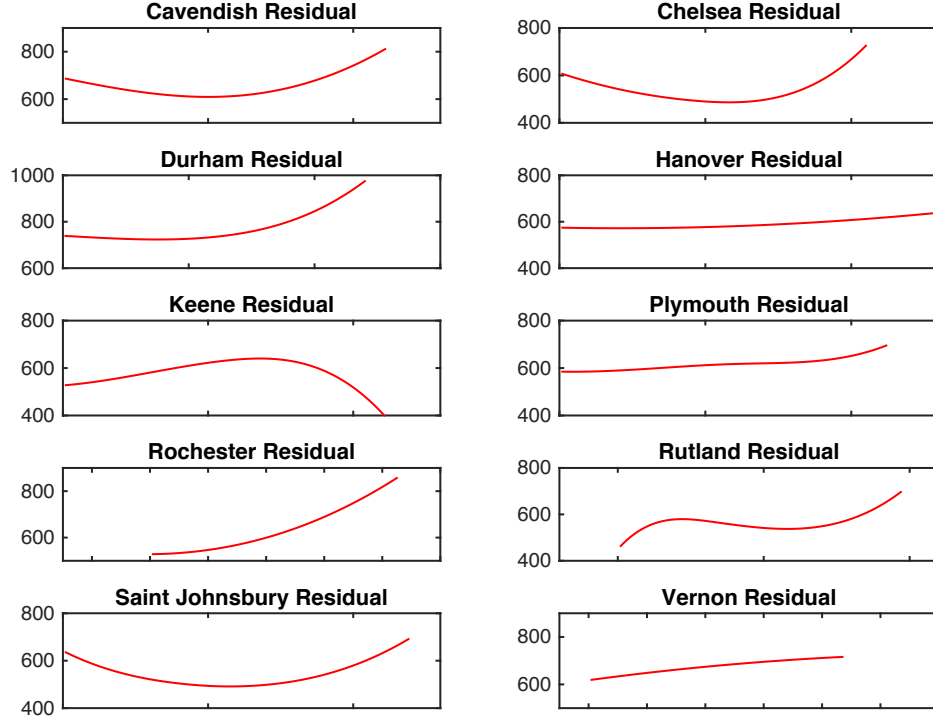 Cavendish Residual
800
600
Chelsea Residual
800
600
400
Durham Residual
1000
800
600
Hanover Residual
800
600
400
Keene Residual
800
600
400
Plymouth Residual
800
600
400
Rochester Residual
800
600
Rutland Residual
800
600
400
Saint Johnsbury Residual
800
600
400
Vernon Residual
800
600